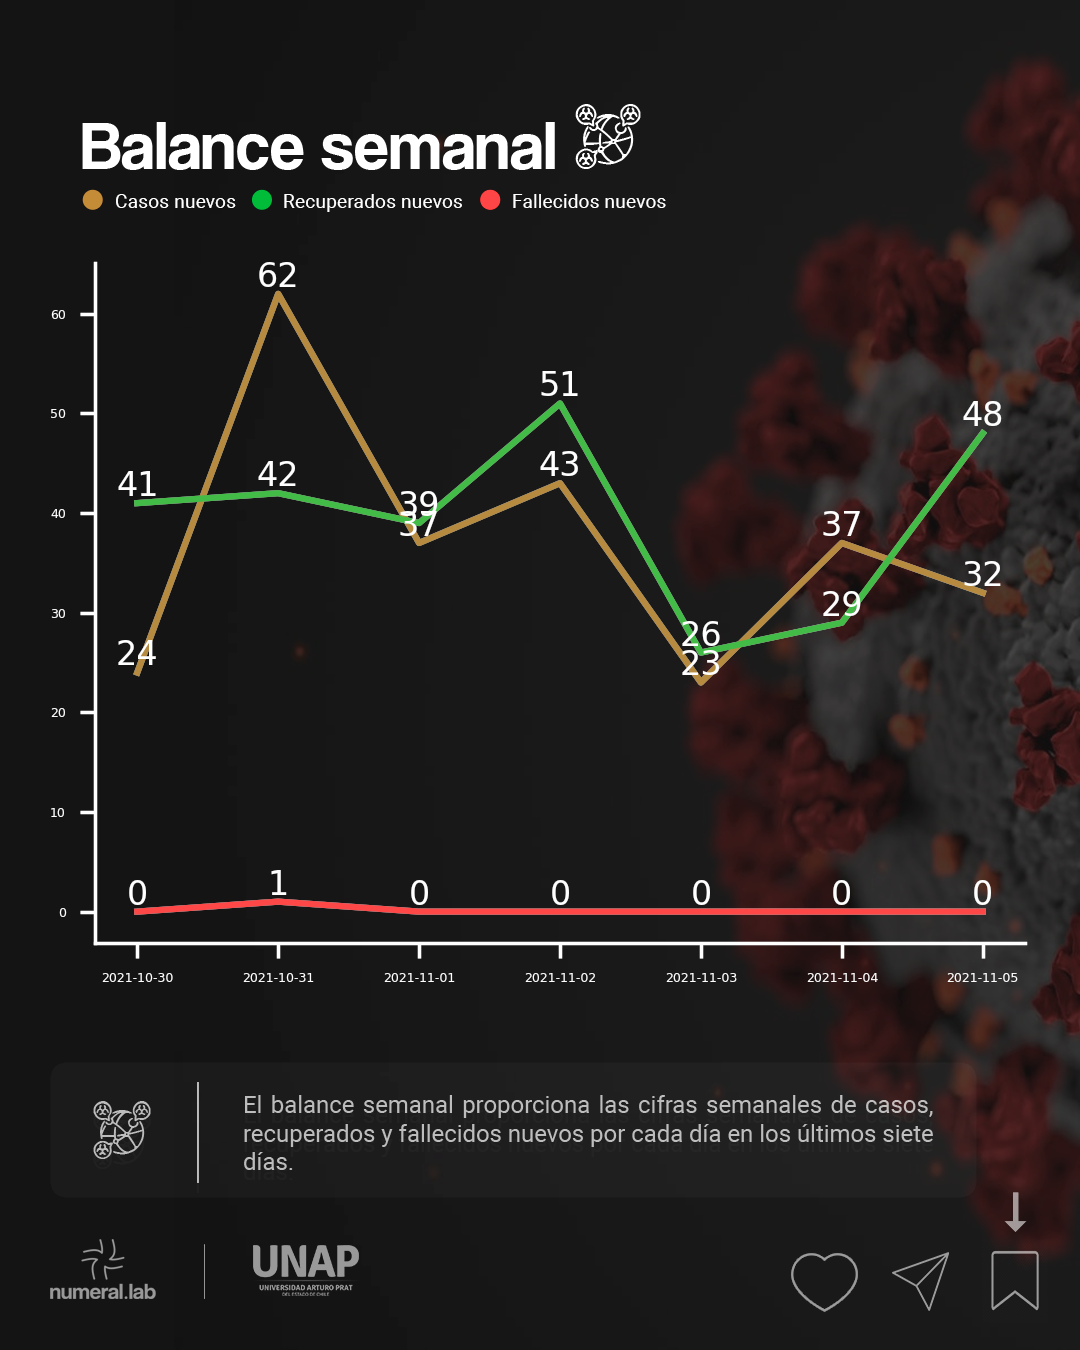 Balance semanal
Casos nuevos Recuperados nuevos Fallecidos nuevos
62
60
51
50
48
41
42
43
40
39
37
37
32
30
29
26
24
23
20
10
0
0
1
0
0
0
0
0
2021-10-30 2021-10-31 2021-11-01 2021-11-02 2021-11-03 2021-11-04 2021-11-05
El balance semanal proporciona las cifras semanales de casos,
recuperados y fallecidos nuevos por cada día en los últimos siete
días.
numeral.lab
UNAP
UNIVERSIDAD ARTURO PRAT
DEL ESTADO DE CHILE